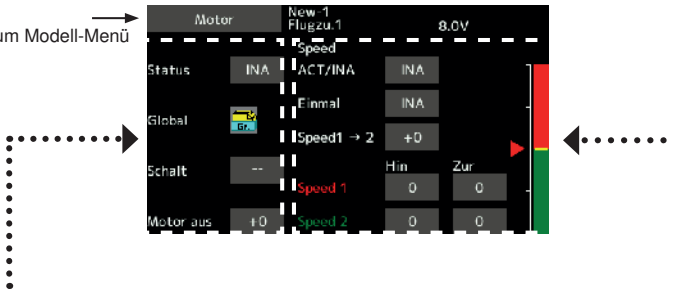 Motor
New-1
Flugzu.1
8.0V
um Modell-Menü
Speed
Status INA
ACT/INA INA
Einmal INA
Global Gr.
Speed1 → 2 +0
Schalt --
Hin Zur
Speed 1 0 0
Motor aus +0
Speed 2 0 0